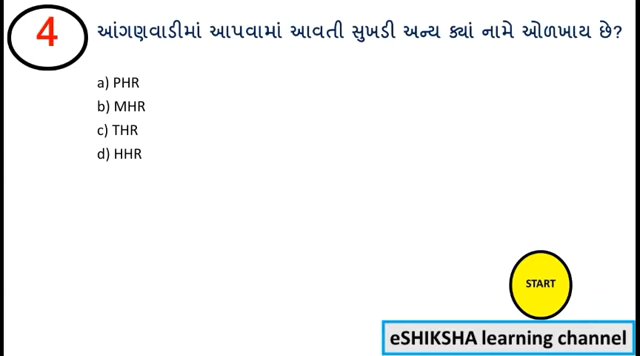 4
આંગણવાડીમાં આપવામાં આવતી સુખડી અન્ય ક્યાં નામે ઓળખાય છે?
a) PHR
b) MHR
c) THR
d) HHR
START
eSHIKSHA learning channel